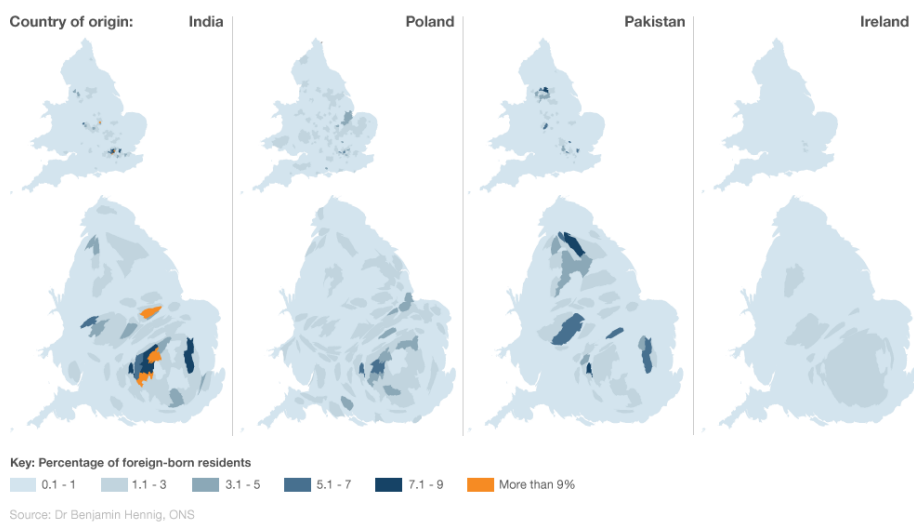 Country of origin: India Poland Pakistan Ireland
Key: Percentage of foreign-born residents
0.1 - 1 1.1 - 3 3.1 - 5 5.1 - 7 7.1 - 9 More than 9%
Source: Dr Benjamin Hennig, ONS